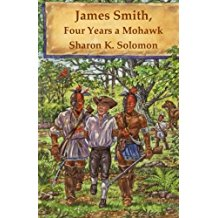 James Smith,
Four Years a Mohawk
Sharon K. Solomon